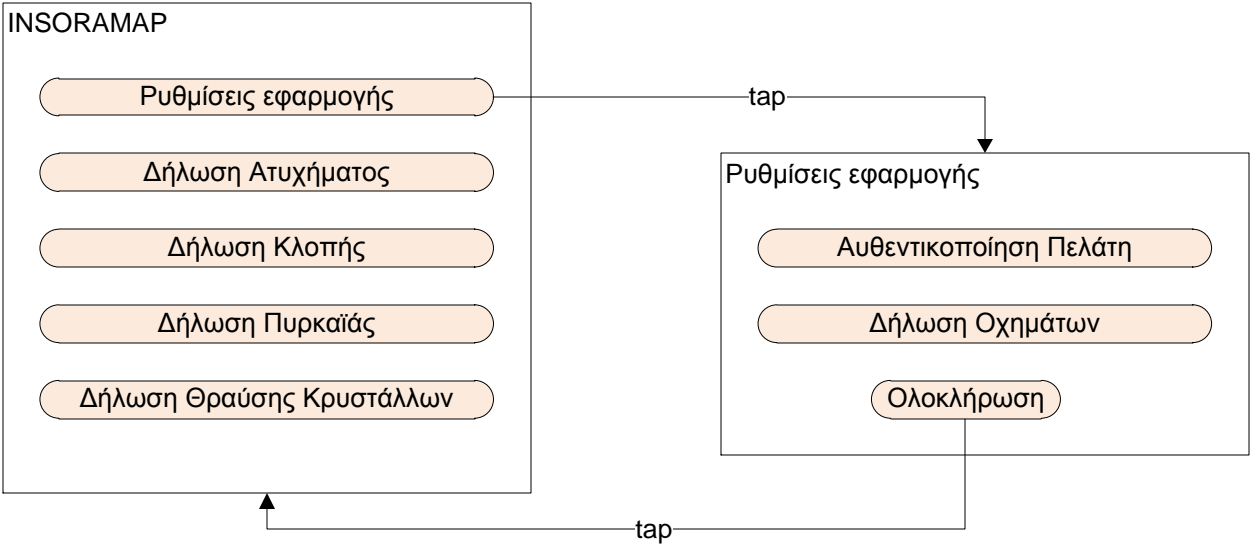 INSORAMAP
Ρυθμίσεις εφαρμογής
Δήλωση Ατυχήματος
Δήλωση Κλοπής
Δήλωση Πυρκαϊάς
Δήλωση Θραύσης Κρυστάλλων
tap
Ρυθμίσεις εφαρμογής
Αυθεντικοποίηση Πελάτη
Δήλωση Οχημάτων
Ολοκλήρωση
tap